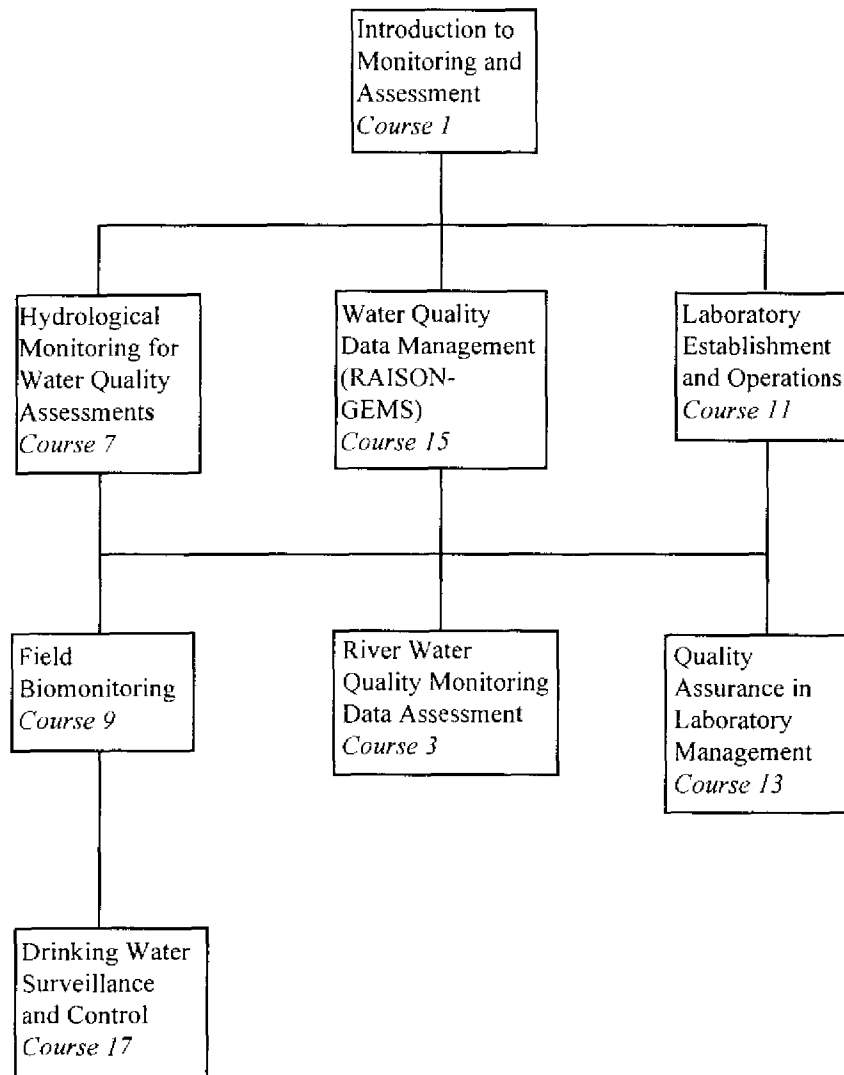 Introduction to
Monitoring and
Assessment
Course 1
Hydrological
Monitoring for
Water Quality
Assessments
Course 7
Water Quality
Data Management
(RAISON-
GEMS)
Course 15
Laboratory
Establishment
and Operations
Course 11
Field
Biomonitoring
Course 9
River Water
Quality Monitoring
Data Assessment
Course 3
Quality
Assurance in
Laboratory
Management
Course 13
Drinking Water
Surveillance
and Control
Course 17